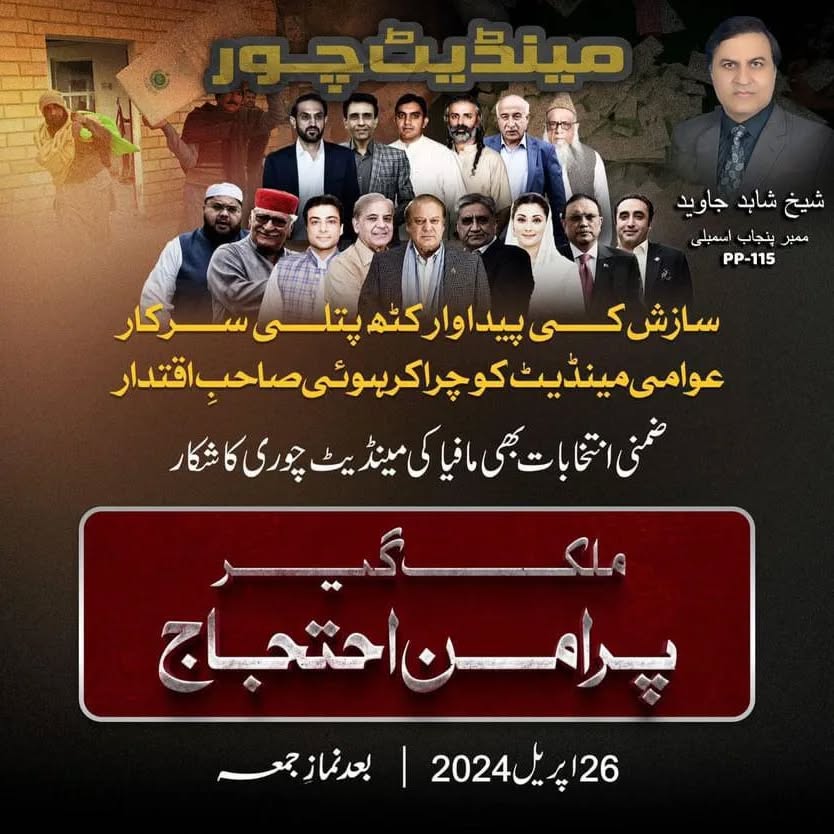 مینڈیٹ چور
شیخ شاہد جاوید
ممبر پنجاب اسمبلی
PP-115
سازش کی پیداوار کٹھ پتلی سرکار
عوامی مینڈیٹ کو چرا کر ہوئی صاحبِ اقتدار
ضمنی انتخابات بھی مافیا کی مینڈیٹ چوری کا شکار
ملک گیر
پرامن احتجاج
26 اپریل 2024 | بعد نمازِ جمعہ